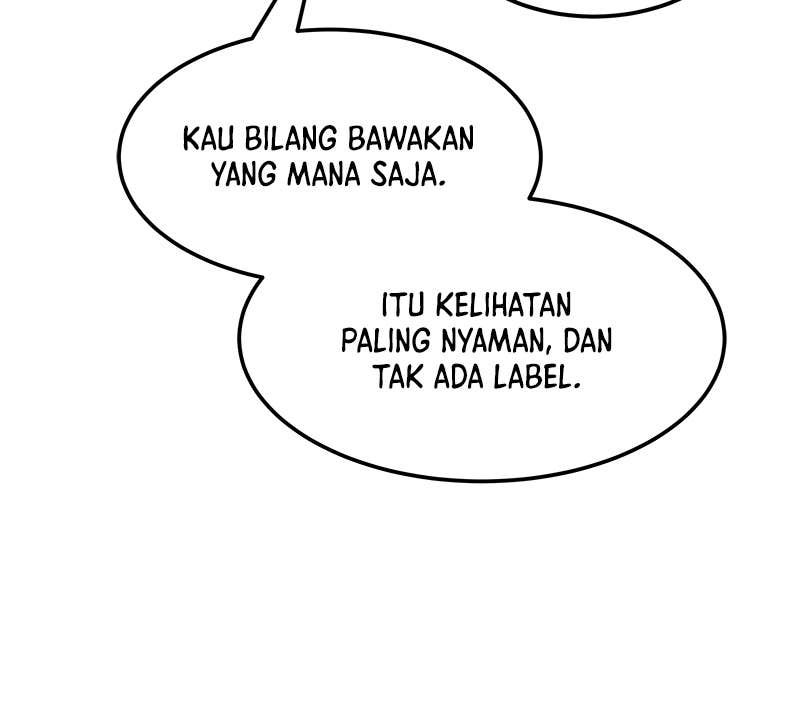 KAU BILANG BAWAKAN
YANG MANA SAJA.
ITU KELIHATAN
PALING NYAMAN, DAN
TAK ADA LABEL.